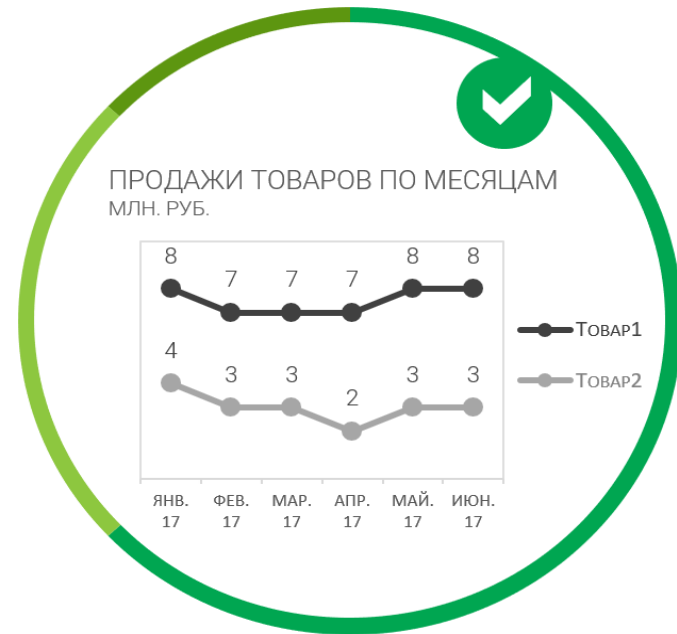 ПРОДАЖИ ТОВАРОВ ПО МЕСЯЦАМ
МЛН. РУБ.
8 7 7 7 8 8
4 3 3 2 3 3
Товар1
Товар2
ЯНВ. ФЕВ. МАР. АПР. МАЙ. ИЮН.
17 17 17 17 17 17